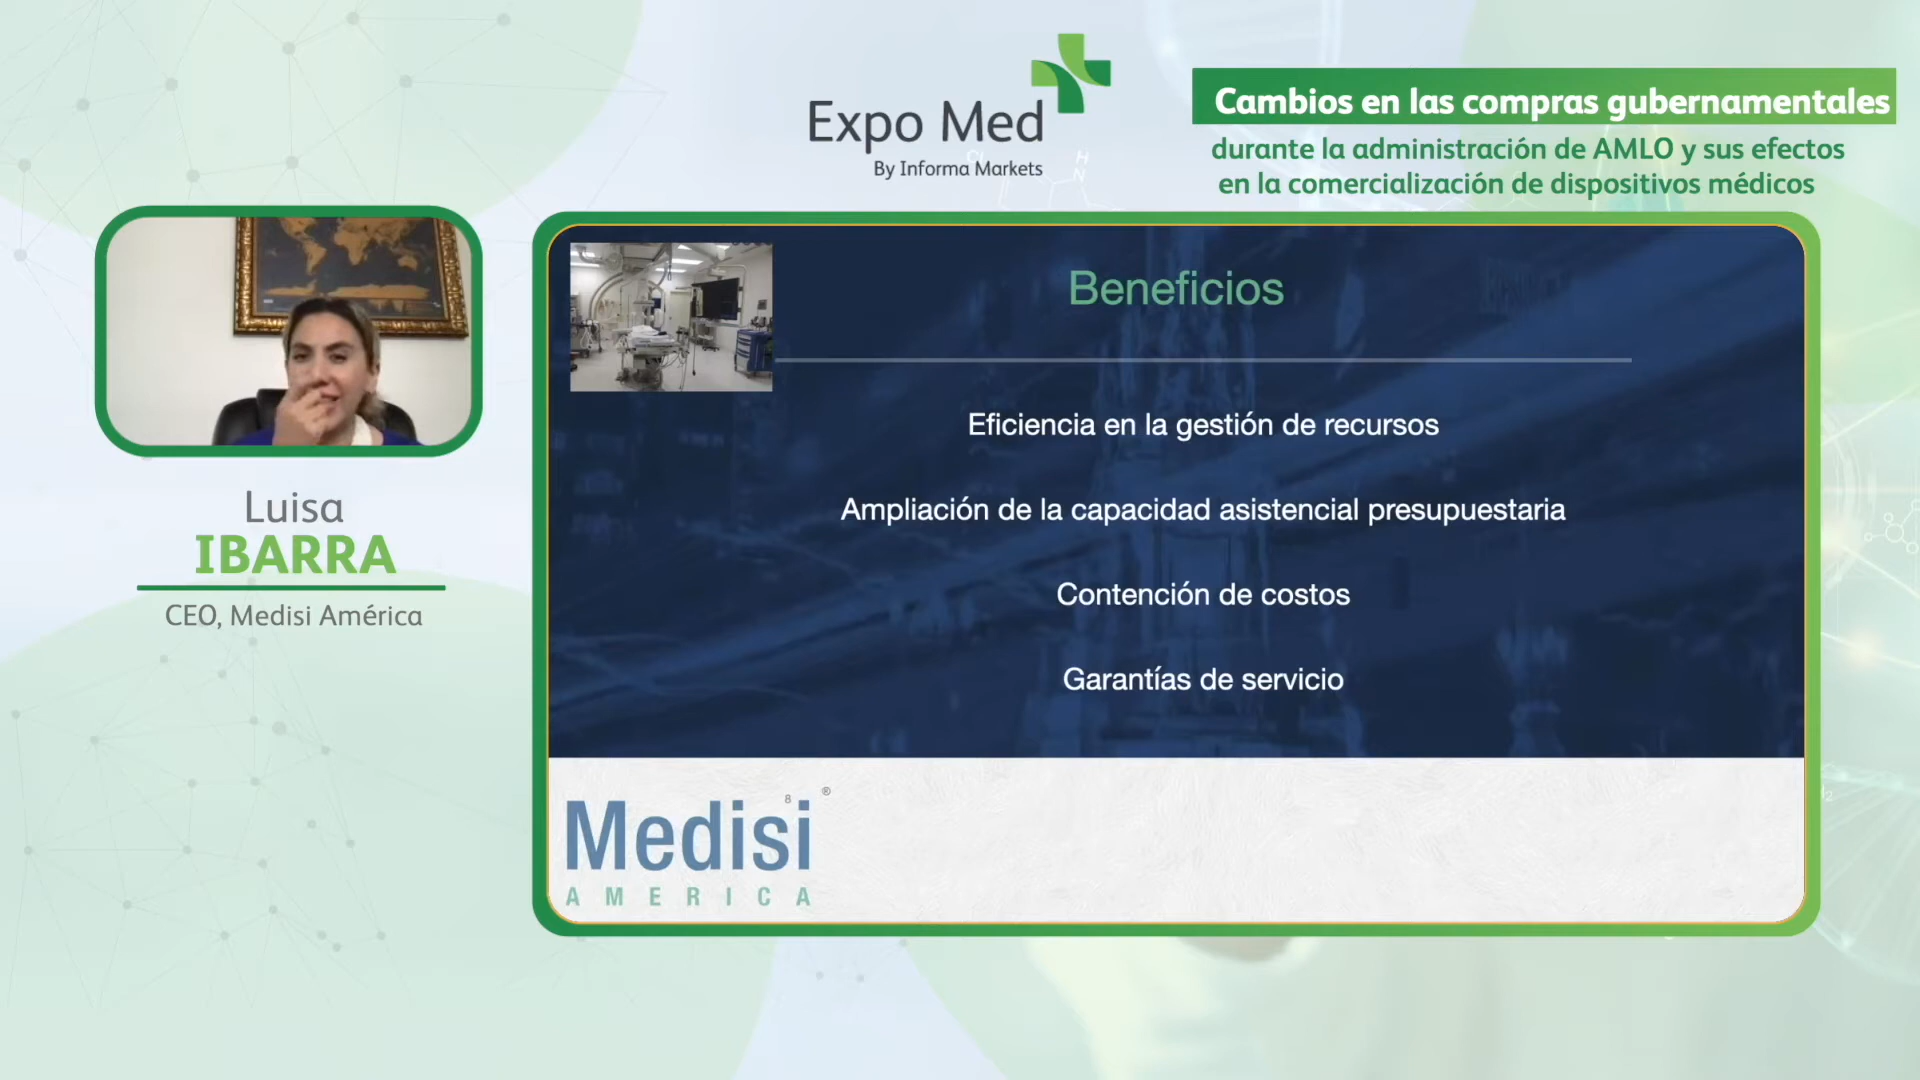 Expo Med
By Informa Markets
Cambios en las compras gubernamentales
durante la administración de AMLO y sus efectos
en la comercialización de dispositivos médicos
Luisa
IBARRA
CEO, Medisi América
Beneficios
Eficiencia en la gestión de recursos
Ampliación de la capacidad asistencial presupuestaria
Contención de costos
Garantías de servicio
8
Medisi®
AMERICA